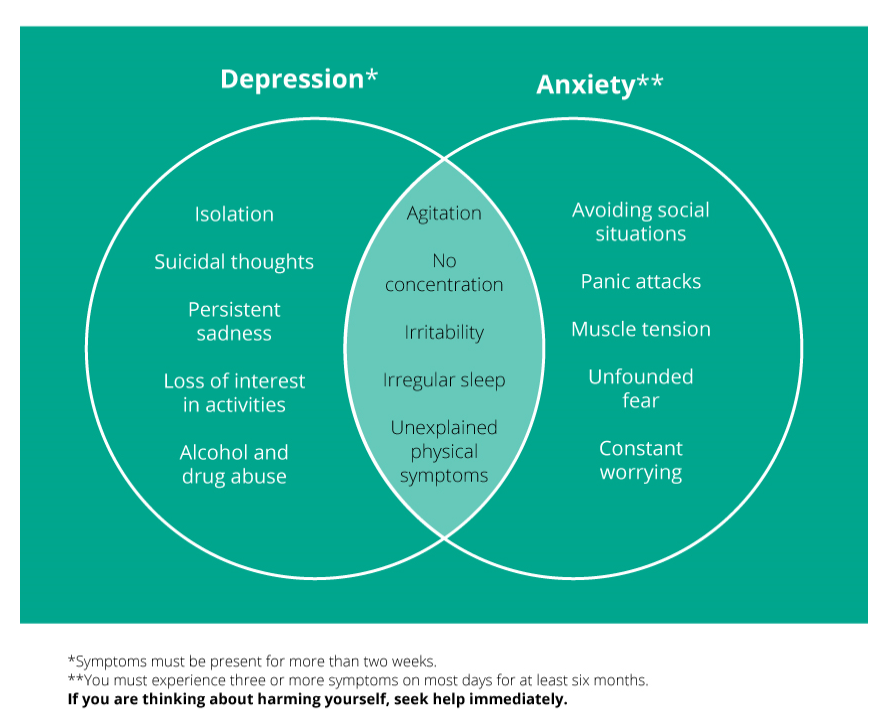 Depression*
Anxiety**
Isolation
Suicidal thoughts
Persistent
sadness
Loss of interest
in activities
Alcohol and
drug abuse
Agitation
No
concentration
Irritability
Irregular sleep
Unexplained
physical
symptoms
Avoiding social
situations
Panic attacks
Muscle tension
Unfounded
fear
Constant
worrying
*Symptoms must be present for more than two weeks.
**You must experience three or more symptoms on most days for at least six months.
If you are thinking about harming yourself, seek help immediately.